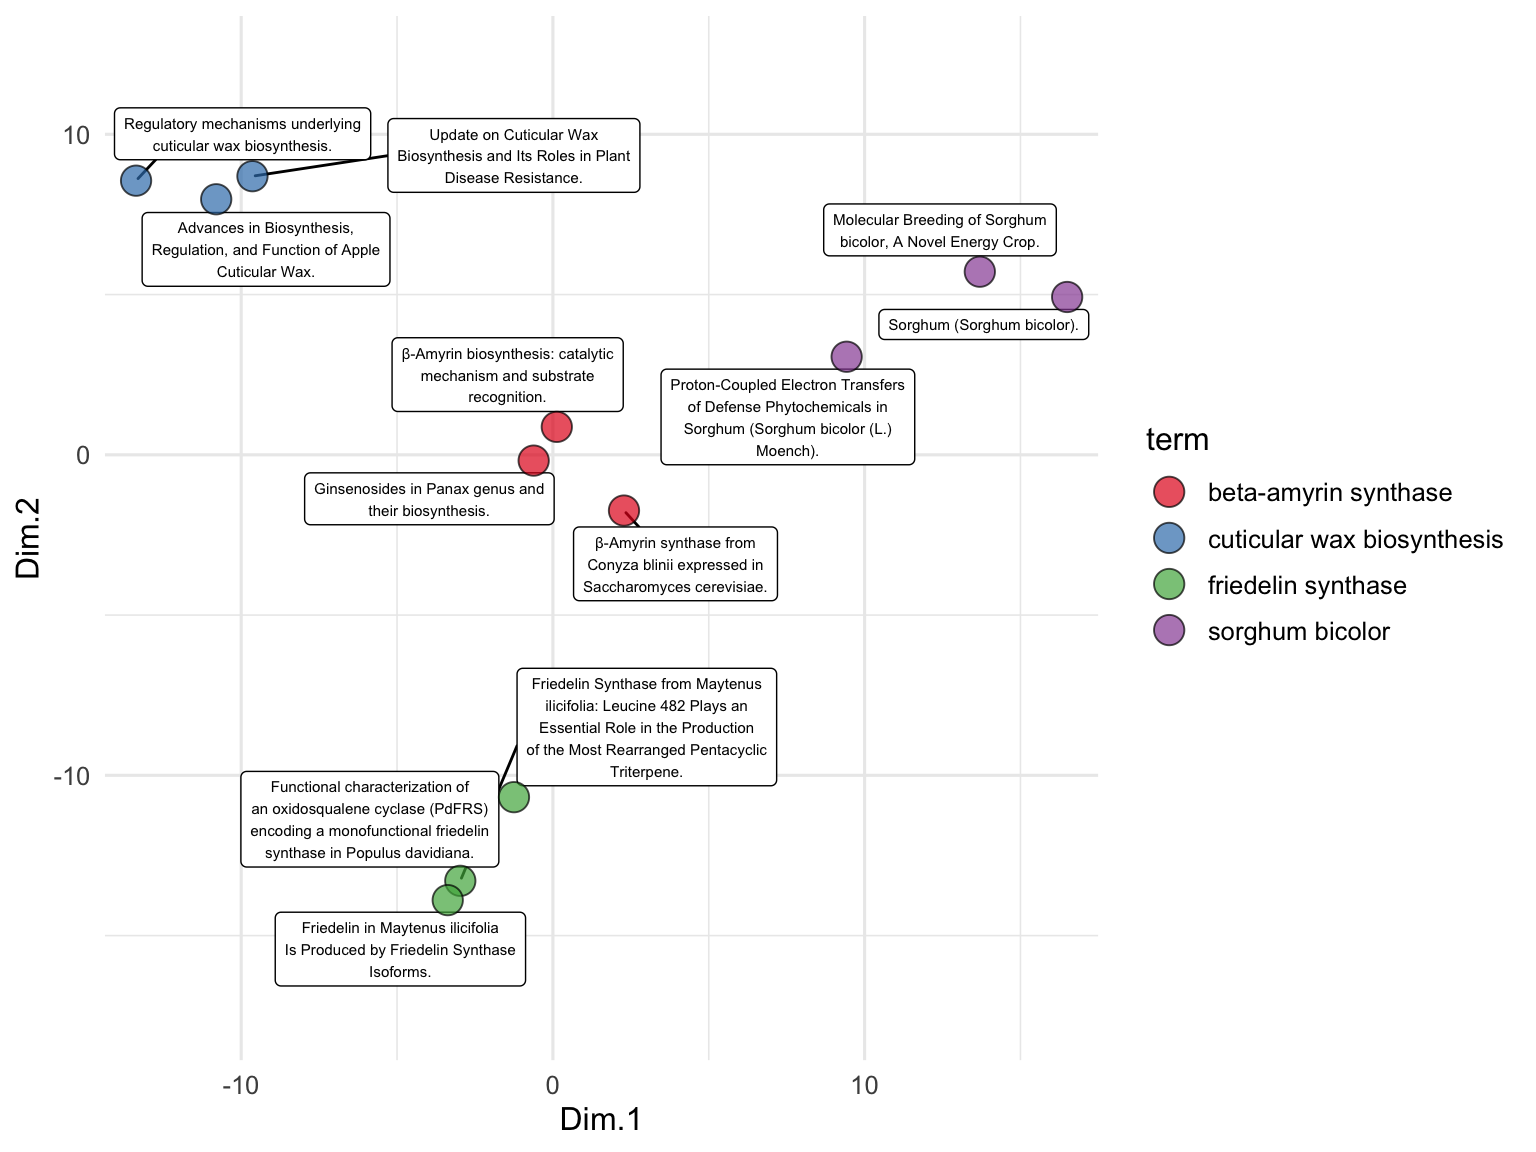 Regulatory mechanisms underlying
cuticular wax biosynthesis.
Update on Cuticular Wax
Biosynthesis and Its Roles in Plant
Disease Resistance.
Advances in Biosynthesis,
Regulation, and Function of Apple
Cuticular Wax.
Molecular Breeding of Sorghum
bicolor, A Novel Energy Crop.
Sorghum (Sorghum bicolor).
β-Amyrin biosynthesis: catalytic
mechanism and substrate
recognition.
Proton-Coupled Electron Transfers
of Defense Phytochemicals in
Sorghum (Sorghum bicolor (L.)
Moench).
Ginsenosides in Panax genus and
their biosynthesis.
β-Amyrin synthase from
Conyza blinii expressed in
Saccharomyces cerevisiae.
Friedelin Synthase from Maytenus
ilicifolia: Leucine 482 Plays an
Essential Role in the Production
of the Most Rearranged Pentacyclic
Triterpene.
Functional characterization of
an oxidosqualene cyclase (PdFRS)
encoding a monofunctional friedelin
synthase in Populus davidiana.
Friedelin in Maytenus ilicifolia
Is Produced by Friedelin Synthase
Isoforms.
10
0
-10
Dim.2
-10
0
10
Dim.1
term
beta-amyrin synthase
cuticular wax biosynthesis
friedelin synthase
sorghum bicolor